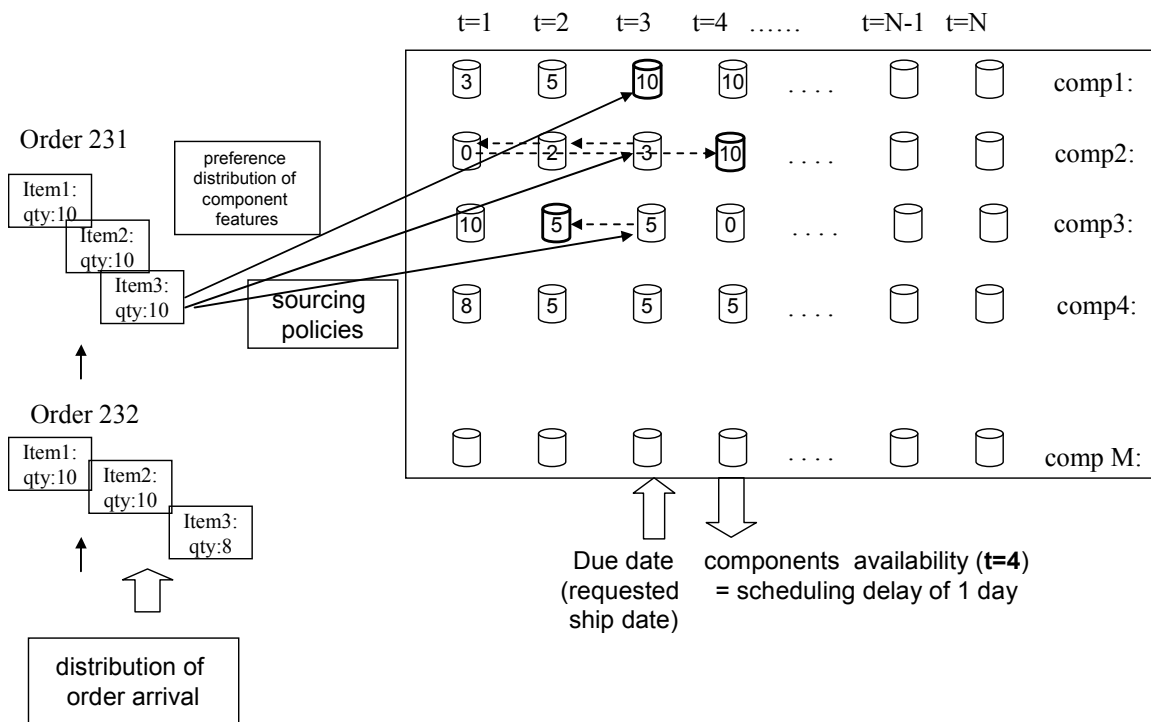 t=1 t=2 t=3 t=4 ...... t=N-1 t=N
3 5 10 10 . . . . comp1:
Order 231
preference
distribution of
component
features
0 2 3 10 . . . . comp2:
Item1:
qty:10
Item2:
qty:10
10 5 5 0 . . . . comp3:
Item3:
qty:10
sourcing
policies
8 5 5 5 . . . . comp4:
Order 232
Item1:
qty:10
Item2:
qty:10
Item3:
qty:8
. . . . comp M:
Due date
(requested
ship date)
components availability (t=4)
= scheduling delay of 1 day
distribution of
order arrival